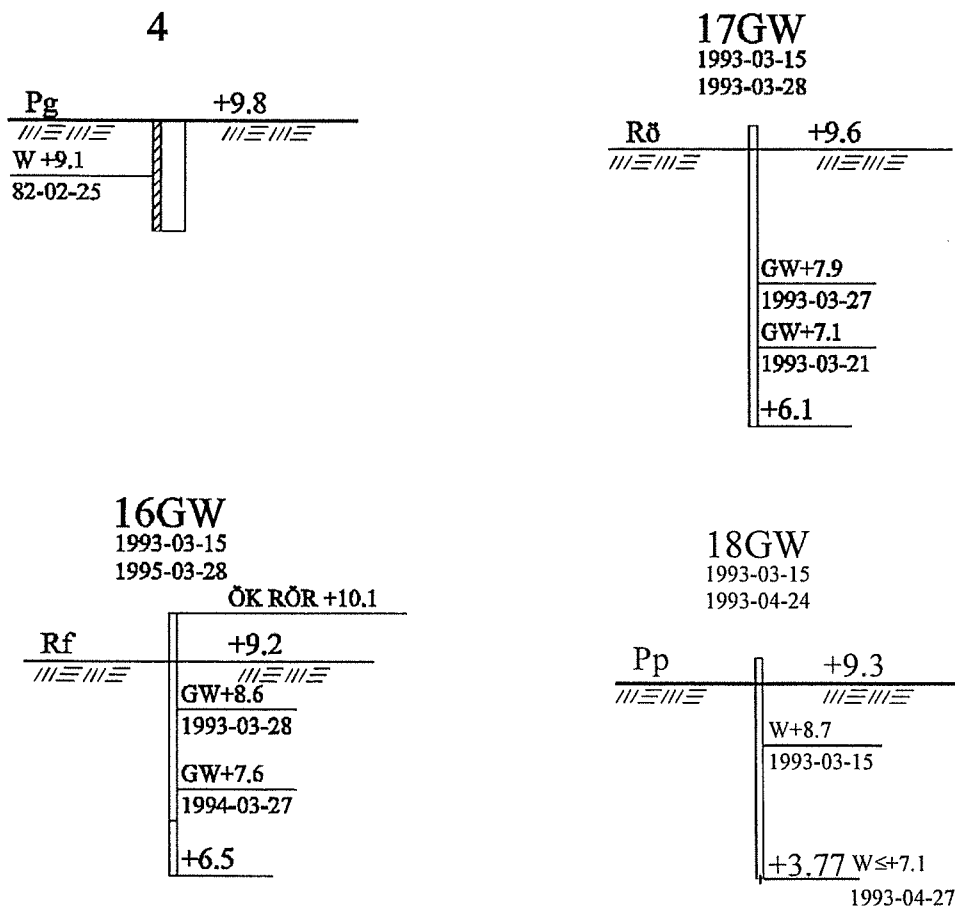 4
Pg
+9.8
W +9.1
82-02-25
17GW
1993-03-15
1993-03-28
Rö
+9.6
GW+7.9
1993-03-27
GW+7.1
1993-03-21
+6.1
16GW
1993-03-15
1995-03-28
ÖK RÖR +10.1
Rf
+9.2
GW+8.6
1993-03-28
GW+7.6
1994-03-27
+6.5
18GW
1993-03-15
1993-04-24
Pp
+9.3
W+8.7
1993-03-15
+3.77 W≤+7.1
1993-04-27